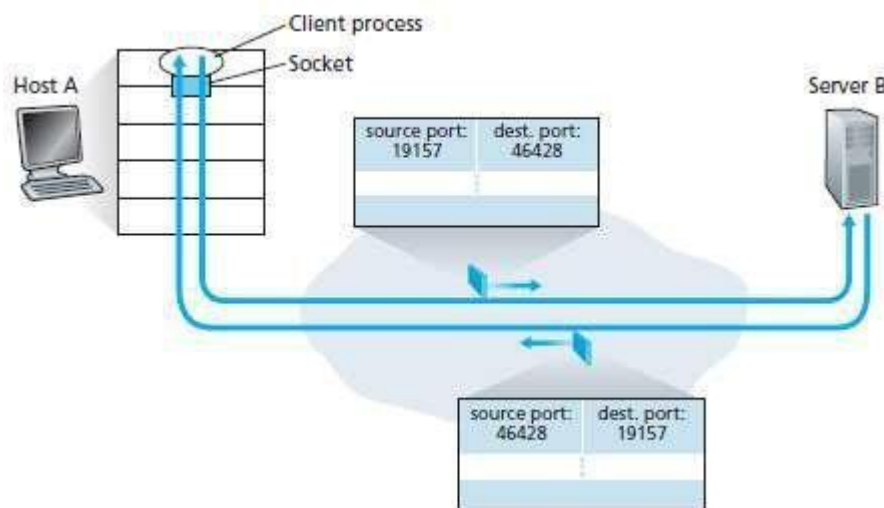 Client process
Socket
Host A
Server B
source port: dest. port:
19157 46428
source port: dest. port:
46428 19157